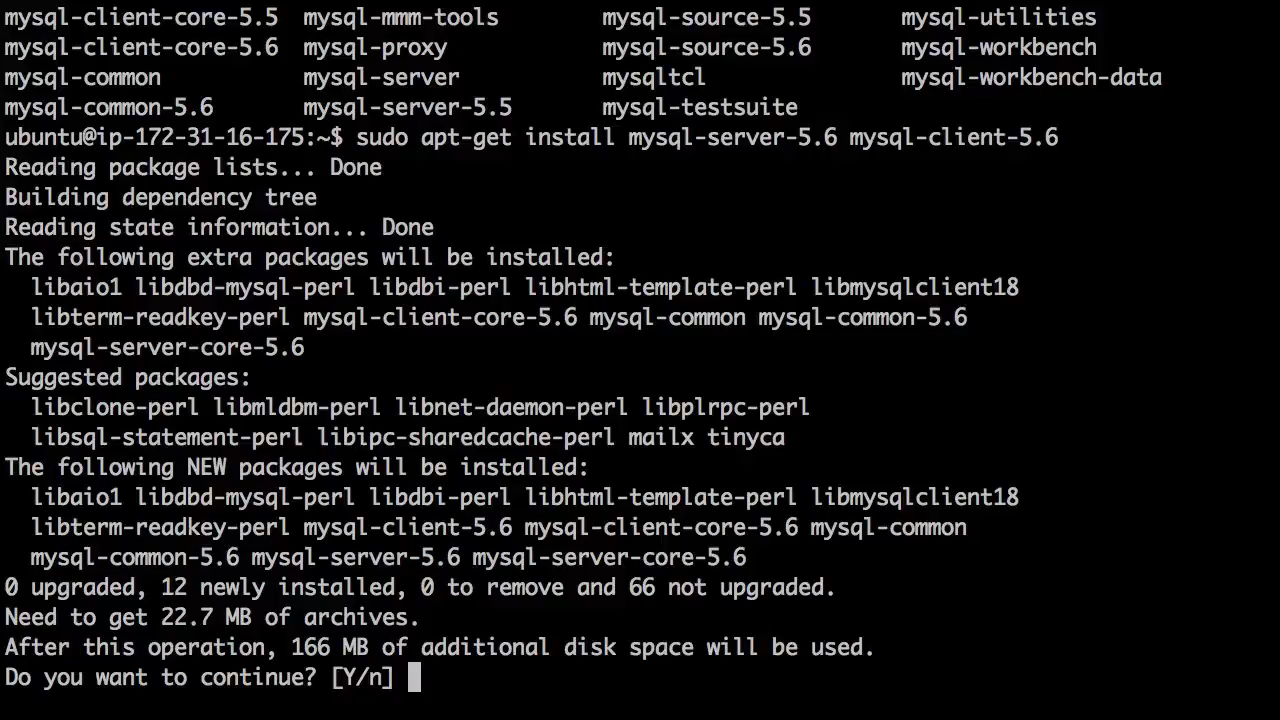 mysql-client-core-5.5  mysql-mmm-tools        mysql-source-5.5       mysql-utilities
mysql-client-core-5.6  mysql-proxy            mysql-source-5.6       mysql-workbench
mysql-common           mysql-server           mysqltcl               mysql-workbench-data
mysql-common-5.6       mysql-server-5.5       mysql-testsuite
ubuntu@ip-172-31-16-175:~$ sudo apt-get install mysql-server-5.6 mysql-client-5.6
Reading package lists... Done
Building dependency tree
Reading state information... Done
The following extra packages will be installed:
  libaio1 libdbd-mysql-perl libdbi-perl libhtml-template-perl libmysqlclient18
  libterm-readkey-perl mysql-client-core-5.6 mysql-common mysql-common-5.6
  mysql-server-core-5.6
Suggested packages:
  libclone-perl libmldbm-perl libnet-daemon-perl libplrpc-perl
  libsql-statement-perl libipc-sharedcache-perl mailx tinyca
The following NEW packages will be installed:
  libaio1 libdbd-mysql-perl libdbi-perl libhtml-template-perl libmysqlclient18
  libterm-readkey-perl mysql-client-5.6 mysql-client-core-5.6 mysql-common
  mysql-common-5.6 mysql-server-5.6 mysql-server-core-5.6
0 upgraded, 12 newly installed, 0 to remove and 66 not upgraded.
Need to get 22.7 MB of archives.
After this operation, 166 MB of additional disk space will be used.
Do you want to continue? [Y/n]